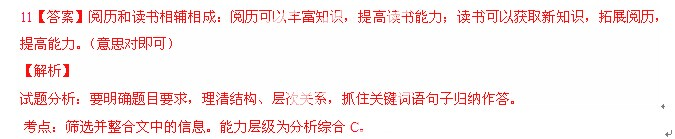 11【答案】阅历和读书相辅相成：阅历可以丰富知识，提高读书能力；读书可以获取新知识，拓展阅历，
提高能力。（意思对即可）
【解析】
试题分析：要明确题目要求，理清结构、层次关系，抓住关键词语句子归纳作答。
考点：筛选并整合文中的信息。能力层级为分析综合 C。